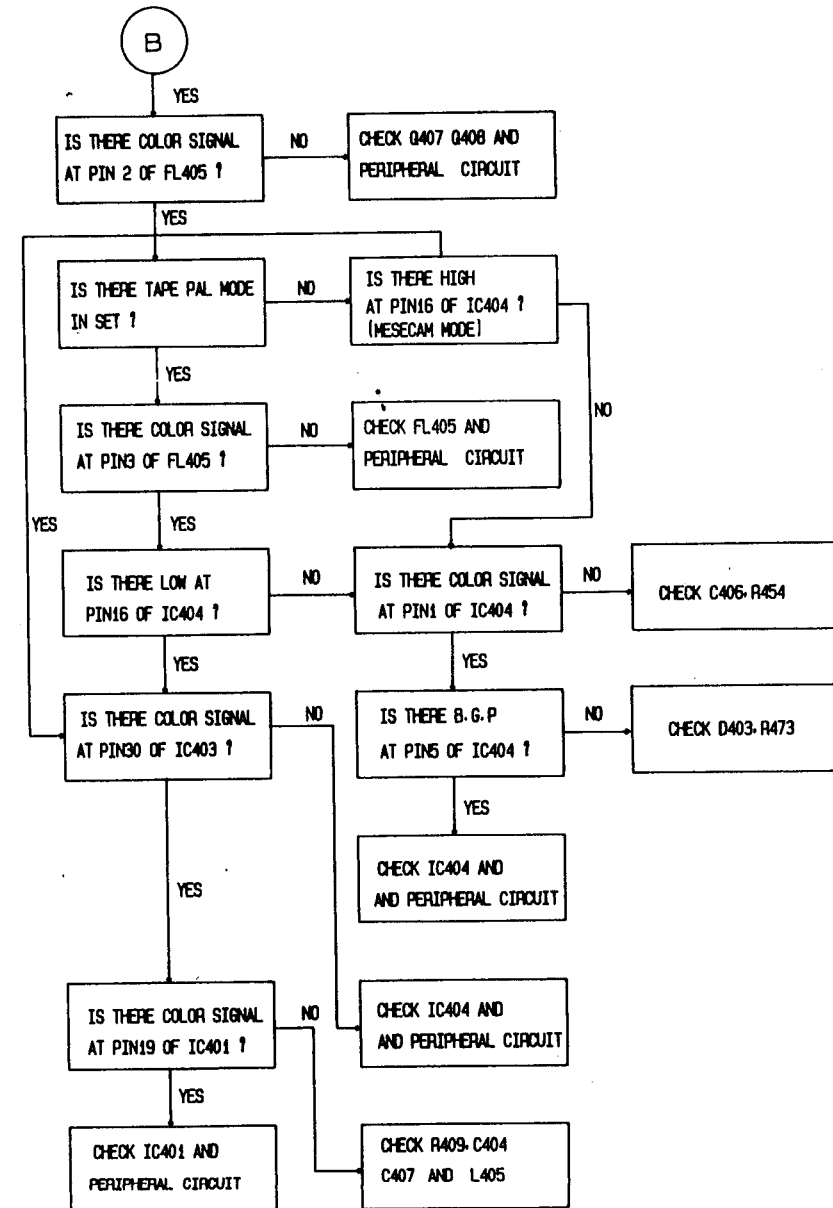 B
YES
IS THERE COLOR SIGNAL
AT PIN 2 OF FL405 ?
NO
CHECK Q407 Q408 AND
PERIPHERAL CIRCUIT
YES
IS THERE TAPE PAL MODE
IN SET ?
NO
IS THERE HIGH
AT PIN16 OF IC404 ?
(MESECAM MODE)
NO
YES
IS THERE COLOR SIGNAL
AT PIN3 OF FL405 ?
NO
CHECK FL405 AND
PERIPHERAL CIRCUIT
YES
YES
IS THERE LOW AT
PIN16 OF IC404 ?
NO
IS THERE COLOR SIGNAL
AT PIN1 OF IC404 ?
NO
CHECK C406, R454
YES
YES
IS THERE COLOR SIGNAL
AT PIN30 OF IC403 ?
NO
IS THERE B.G.P
AT PIN5 OF IC404 ?
NO
CHECK D403, R473
YES
CHECK IC404 AND
AND PERIPHERAL CIRCUIT
YES
IS THERE COLOR SIGNAL
AT PIN19 OF IC401 ?
NO
CHECK IC404 AND
AND PERIPHERAL CIRCUIT
YES
CHECK IC401 AND
PERIPHERAL CIRCUIT
CHECK R409, C404
C407 AND L405